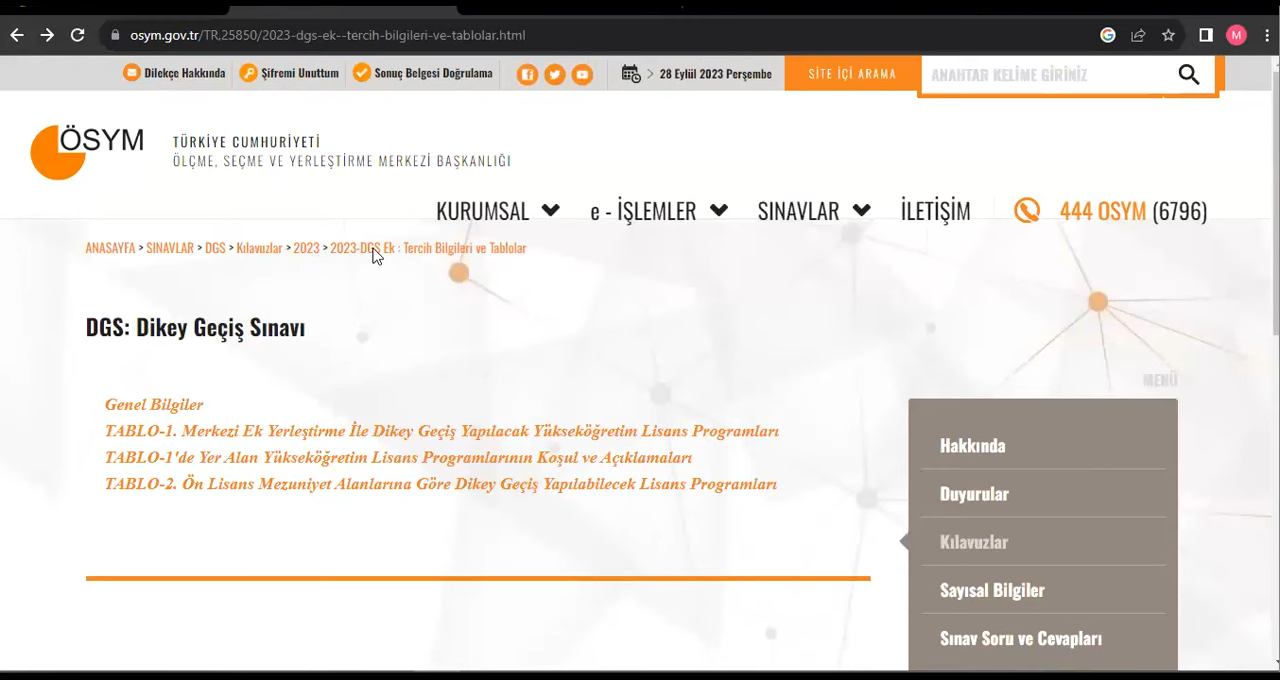 osym.gov.tr/TR,25850/2023-dgs-ek--tercih-bilgileri-ve-tablolar.html
M
Dilekçe Hakkında
Şifremi Unuttum
Sonuç Belgesi Doğrulama
28 Eylül 2023 Perşembe
SİTE İÇİ ARAMA
ANAHTAR KELİME GİRİNİZ
ÖSYM
TÜRKİYE CUMHURİYETİ
ÖLÇME, SEÇME VE YERLEŞTİRME MERKEZİ BAŞKANLIĞI
KURUMSAL
e - İŞLEMLER
SINAVLAR
İLETİŞİM
444 OSYM (6796)
ANASAYFA > SINAVLAR > DGS > Kılavuzlar > 2023 > 2023-DGS Ek : Tercih Bilgileri ve Tablolar
DGS: Dikey Geçiş Sınavı
Genel Bilgiler
TABLO-1. Merkezi Ek Yerleştirme İle Dikey Geçiş Yapılacak Yükseköğretim Lisans Programları
TABLO-1'de Yer Alan Yükseköğretim Lisans Programlarının Koşul ve Açıklamaları
TABLO-2. Ön Lisans Mezuniyet Alanlarına Göre Dikey Geçiş Yapılabilecek Lisans Programları
MENÜ
Hakkında
Duyurular
Kılavuzlar
Sayısal Bilgiler
Sınav Soru ve Cevapları